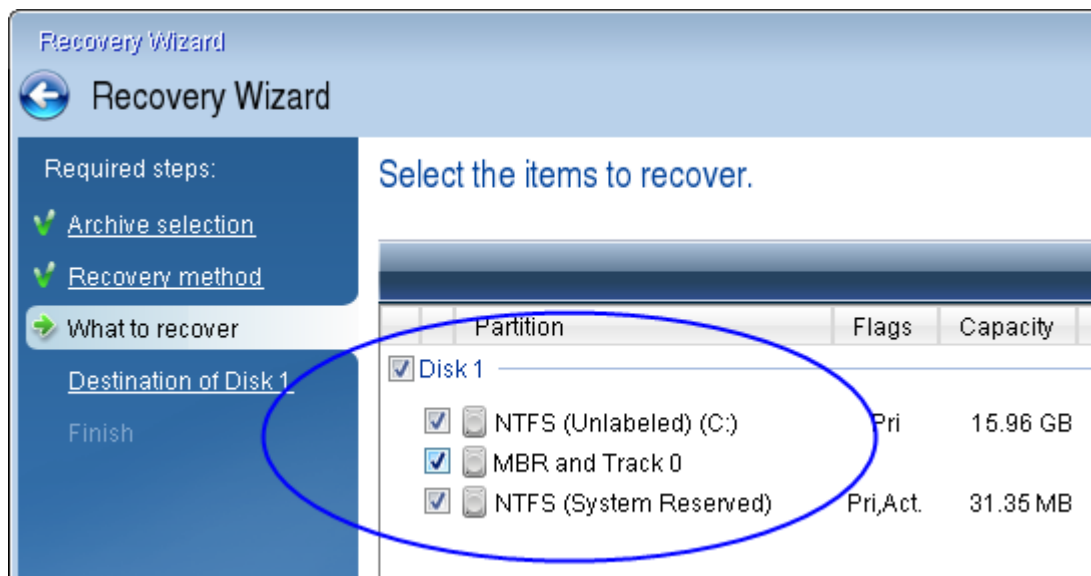 Recovery Wizard
Recovery Wizard
Required steps:
Archive selection
Recovery method
What to recover
Destination of Disk 1
Finish
Select the items to recover.
Partition Flags Capacity
Disk 1
NTFS (Unlabeled) (C:) Pri 15.96 GB
MBR and Track 0
NTFS (System Reserved) Pri,Act. 31.35 MB